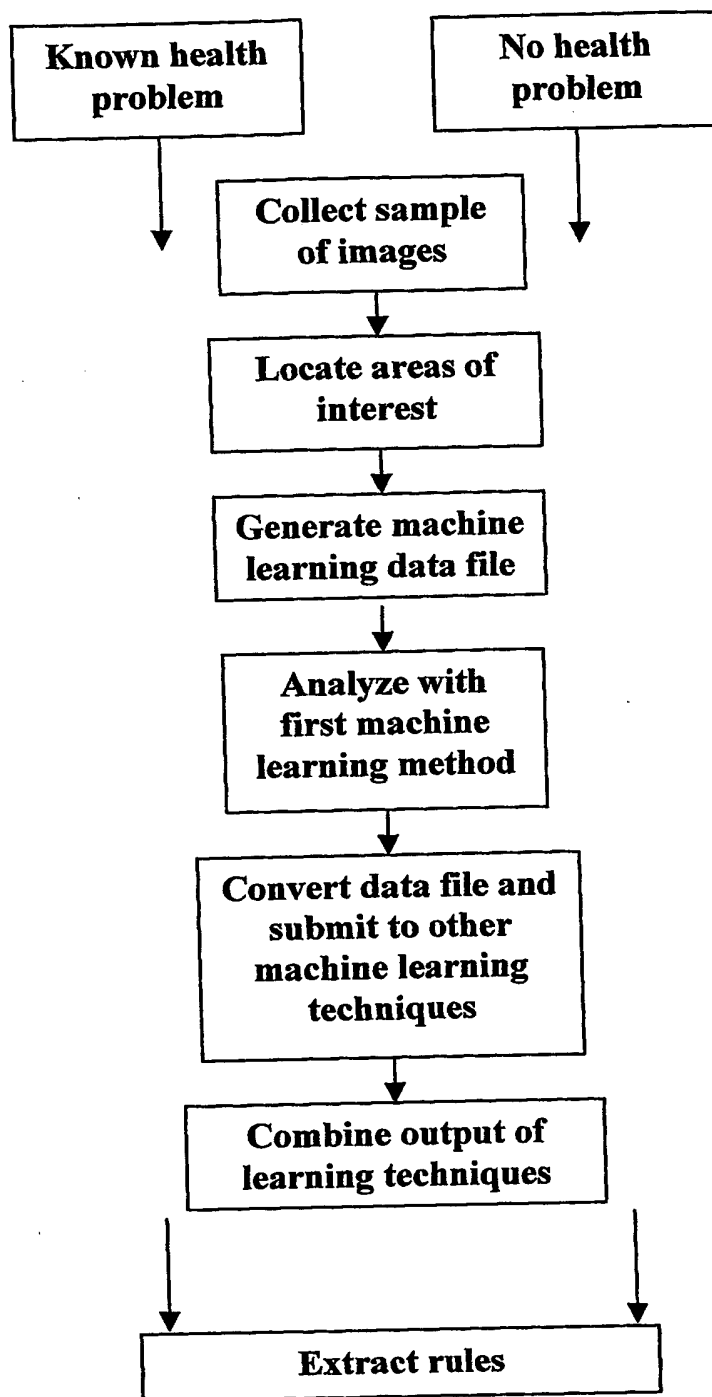 Known health
problem
No health
problem
Collect sample
of images
Locate areas of
interest
Generate machine
learning data file
Analyze with
first machine
learning method
Convert data file and
submit to other
machine learning
techniques
Combine output of
learning techniques
Extract rules